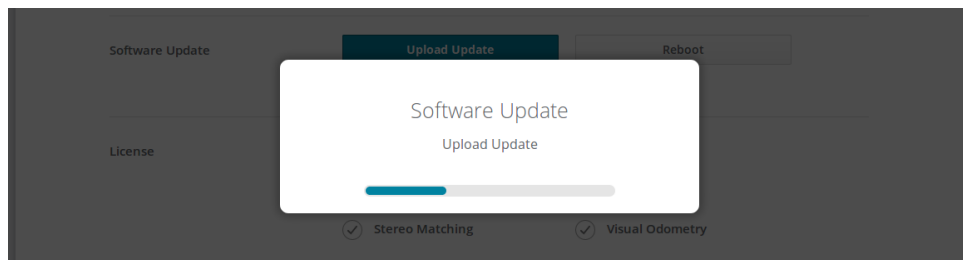 Software Update
Upload Update
Reboot
Software Update
Upload Update
License
Stereo Matching
Visual Odometry